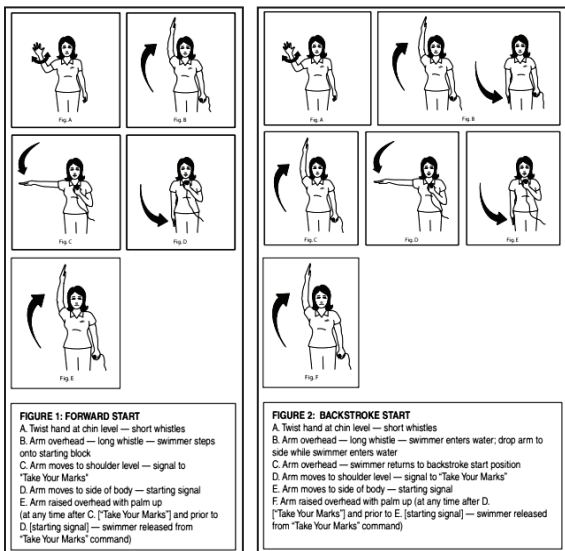 Fig. A
Fig. B
Fig. C
Fig. D
Fig. E
FIGURE 1: FORWARD START
A. Twist hand at chin level — short whistles
B. Arm overhead — long whistle — swimmer steps
onto starting block
C. Arm moves to shoulder level — signal to
"Take Your Marks"
D. Arm moves to side of body — starting signal
E. Arm raised overhead with palm up
(at any time after C. ["Take Your Marks"] and prior to
D. [starting signal] — swimmer released from
"Take Your Marks" command)
Fig. A
Fig. B
Fig. C
Fig. D
Fig. E
Fig. F
FIGURE 2: BACKSTROKE START
A. Twist hand at chin level — short whistles
B. Arm overhead — long whistle — swimmer enters water; drop arm to
side while swimmer enters water
C. Arm overhead — swimmer returns to backstroke start position
D. Arm moves to shoulder level — signal to "Take Your Marks"
E. Arm moves to side of body — starting signal
F. Arm raised overhead with palm up (at any time after D.
["Take Your Marks"] and prior to E. [starting signal] — swimmer released
from "Take Your Marks" command)